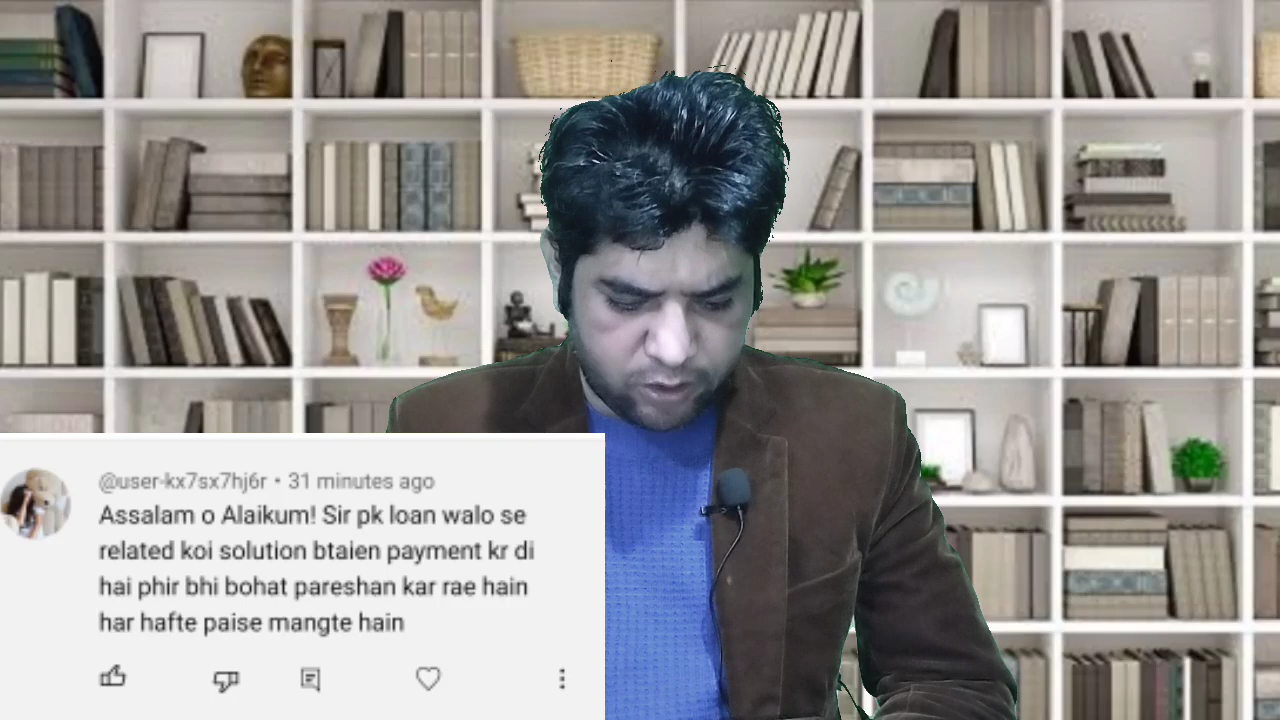 @user-kx7sx7hj6r • 31 minutes ago
Assalam o Alaikum! Sir pk loan walo se
related koi solution btaien payment kr di
hai phir bhi bohat pareshan kar rae hain
har hafte paise mangte hain